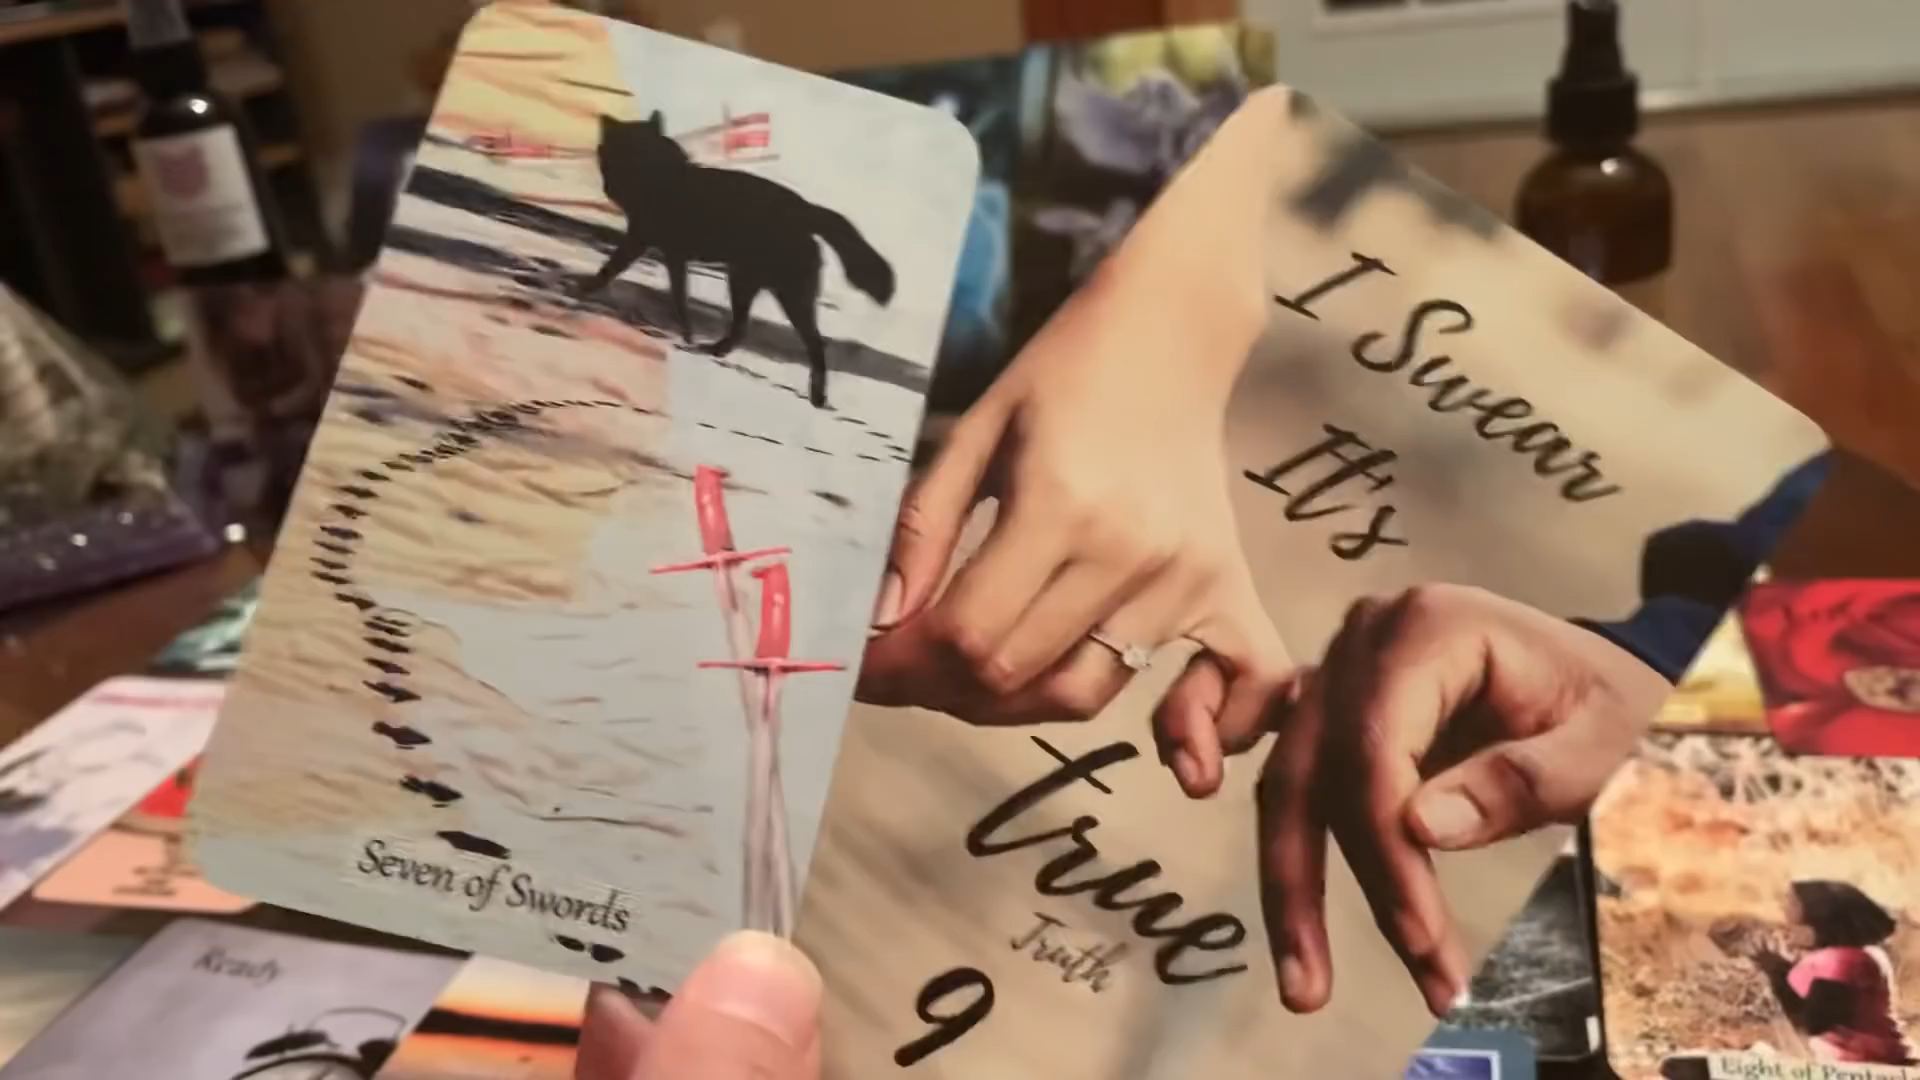 Seven of Swords
I Swear
It's
true
Truth
9
Ready
Eight of Pentacles